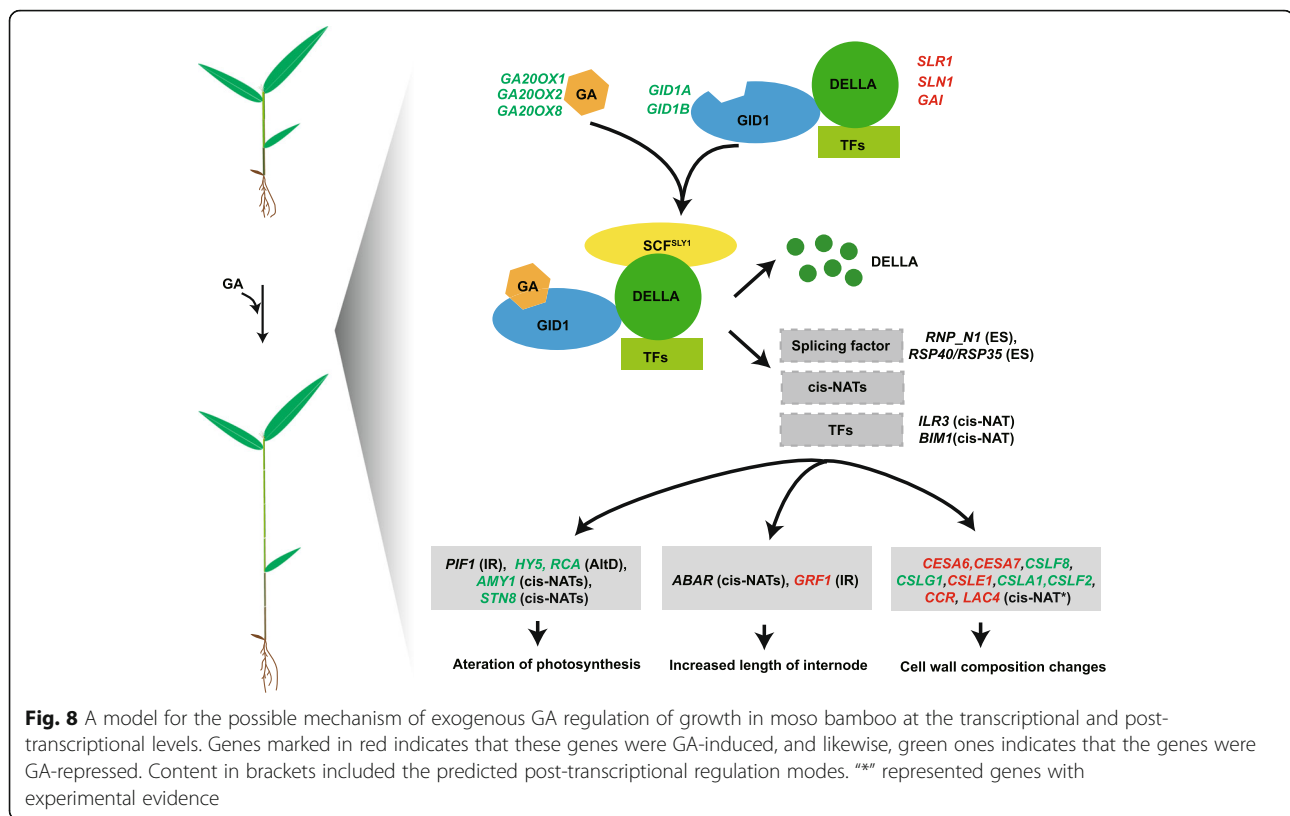 GA20OX1
GA20OX2
GA20OX8
GA
GID1A
GID1B
GID1
DELLA
TFs
SLR1
SLN1
GAI
SCFSLY1
GA
GID1
DELLA
TFs
DELLA
GA
Splicing factor
RNP_N1 (ES),
RSP40/RSP35 (ES)
cis-NATs
TFs
ILR3 (cis-NAT)
BIM1(cis-NAT)
PIF1 (IR), HY5, RCA (AltD),
AMY1 (cis-NATs),
STN8 (cis-NATs)
ABAR (cis-NATs), GRF1 (IR)
CESA6,CESA7,CSLF8,
CSLG1,CSLE1,CSLA1,CSLF2,
CCR, LAC4 (cis-NAT*)
Ateration of photosynthesis
Increased length of internode
Cell wall composition changes
Fig. 8 A model for the possible mechanism of exogenous GA regulation of growth in moso bamboo at the transcriptional and post-
transcriptional levels. Genes marked in red indicates that these genes were GA-induced, and likewise, green ones indicates that the genes were
GA-repressed. Content in brackets included the predicted post-transcriptional regulation modes. “*” represented genes with
experimental evidence